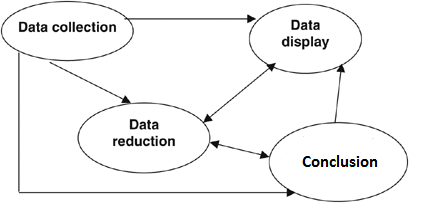 Data collection
Data
display
Data
reduction
Conclusion